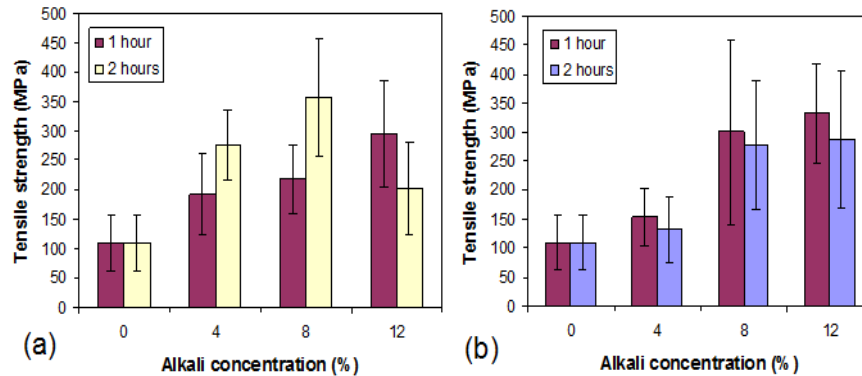 500
450
400
350
300
250
200
150
100
50
0
Tensile strength (MPa)
1 hour
2 hours
0 4 8 12
Alkali concentration (%)
(a)
500
450
400
350
300
250
200
150
100
50
0
Tensile strength (MPa)
1 hour
2 hours
0 4 8 12
Alkali concentration (%)
(b)